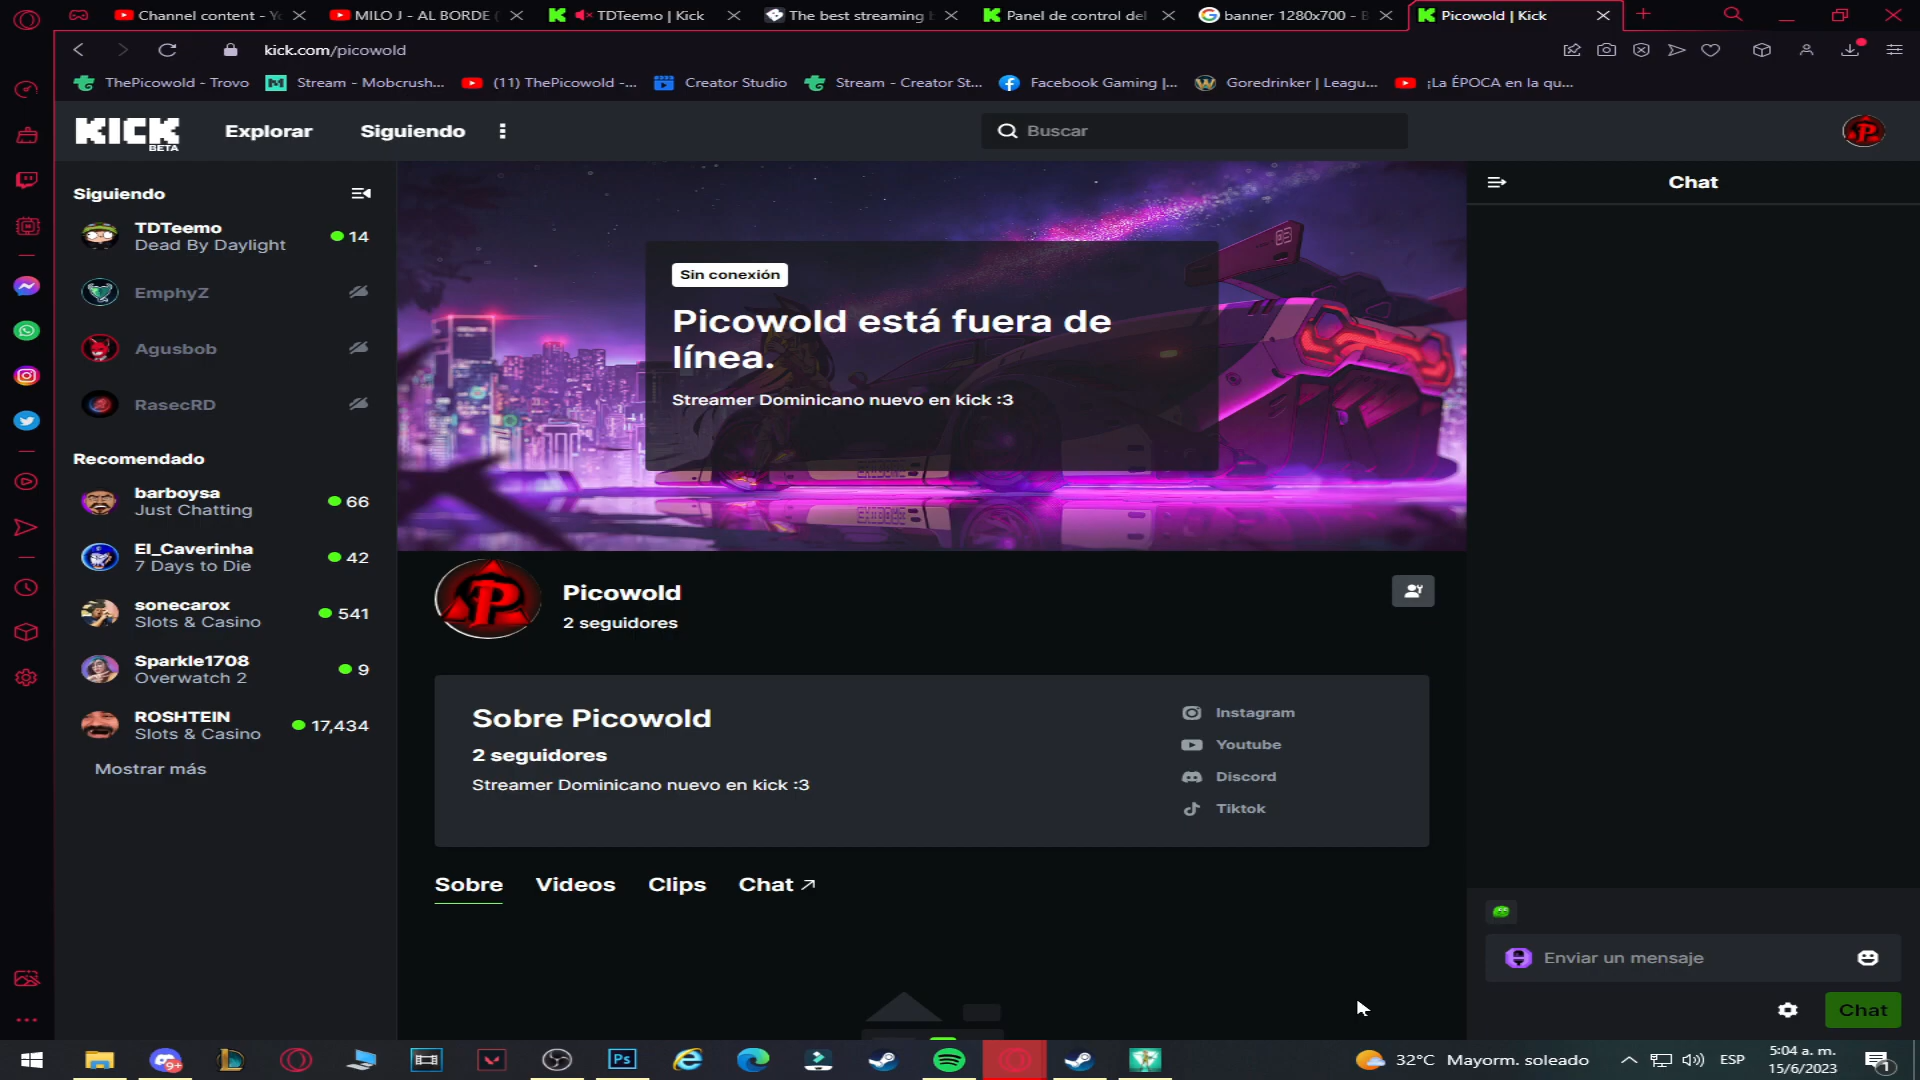 Channel content - Y
MILO J - AL BORDE (
TDTeemo | Kick
The best streaming b
Panel de control del
banner 1280x700 - B
Picowold | Kick
kick.com/picowold
ThePicowold - Trovo
Stream - Mobcrush...
(11) ThePicowold -...
Creator Studio
Stream - Creator St...
Facebook Gaming |...
Goredrinker | Leagu...
¡La ÉPOCA en la qu...
KICK
BETA
Explorar
Siguiendo
Buscar
Siguiendo
TDTeemo
Dead By Daylight
14
EmphyZ
Agusbob
RasecRD
Recomendado
barboysa
Just Chatting
66
El_Caverinha
7 Days to Die
42
sonecarox
Slots & Casino
541
Sparkle1708
Overwatch 2
9
ROSHTEIN
Slots & Casino
17,434
Mostrar más
Sin conexión
Picowold está fuera de
línea.
Streamer Dominicano nuevo en kick :3
Picowold
2 seguidores
Sobre Picowold
2 seguidores
Streamer Dominicano nuevo en kick :3
Instagram
Youtube
Discord
Tiktok
Sobre
Videos
Clips
Chat
Chat
Enviar un mensaje
Chat
9+
Ps
32°C Mayorm. soleado
ESP
5:04 a. m.
15/6/2023
1